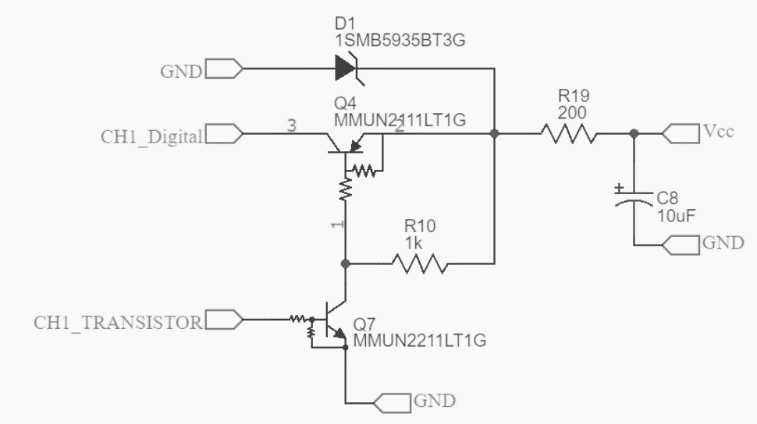 D1
1SMB5935BT3G
GND
Q4
MMUN2111LT1G
R19
200
CH1_Digital
3
2
Vcc
C8
10uF
+
1
R10
1k
GND
CH1_TRANSISTOR
Q7
MMUN2211LT1G
GND